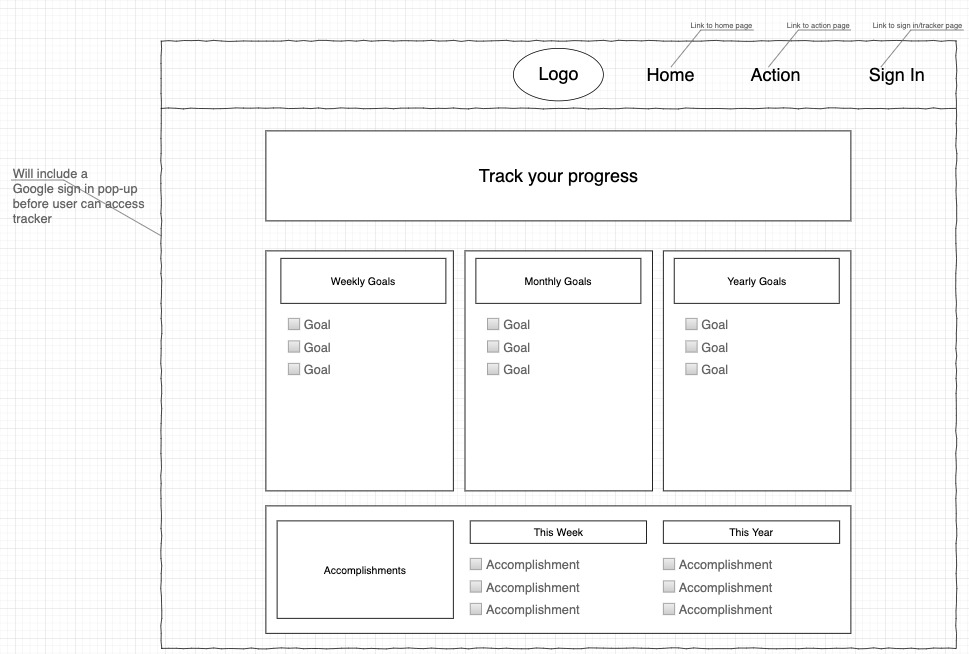 Link to home page
Link to action page
Link to sign in/tracker page
Logo
Home
Action
Sign In
Will include a
Google sign in pop-up
before user can access
tracker
Track your progress
Weekly Goals
Goal
Goal
Goal
Monthly Goals
Goal
Goal
Goal
Yearly Goals
Goal
Goal
Goal
Accomplishments
This Week
Accomplishment
Accomplishment
Accomplishment
This Year
Accomplishment
Accomplishment
Accomplishment